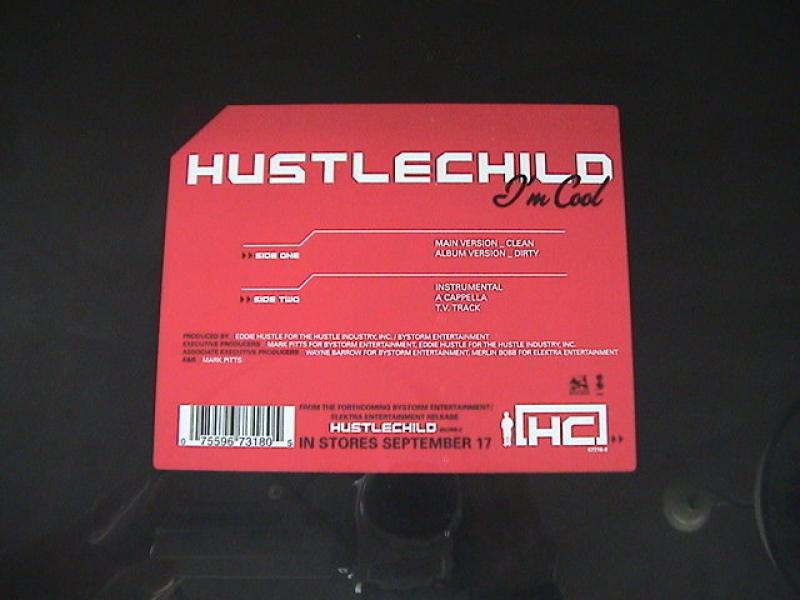 HUSTLECHILD
I'm Cool
SIDE ONE
MAIN VERSION _ CLEAN
ALBUM VERSION _ DIRTY
SIDE TWO
INSTRUMENTAL
A CAPPELLA
T.V. TRACK
PRODUCED BY EDDIE HUSTLE FOR THE HUSTLE INDUSTRY, INC. / BYSTORM ENTERTAINMENT
EXECUTIVE PRODUCERS MARK PITTS FOR BYSTORM ENTERTAINMENT, EDDIE HUSTLE FOR THE HUSTLE INDUSTRY, INC.
ASSOCIATE EXECUTIVE PRODUCERS WAYNE BARROW FOR BYSTORM ENTERTAINMENT, MERLIN BOBB FOR ELEKTRA ENTERTAINMENT
A&R MARK PITTS
FROM THE FORTHCOMING BYSTORM ENTERTAINMENT/
ELEKTRA ENTERTAINMENT RELEASE
HUSTLECHILD
IN STORES SEPTEMBER 17
0 75596 73180 5
HC